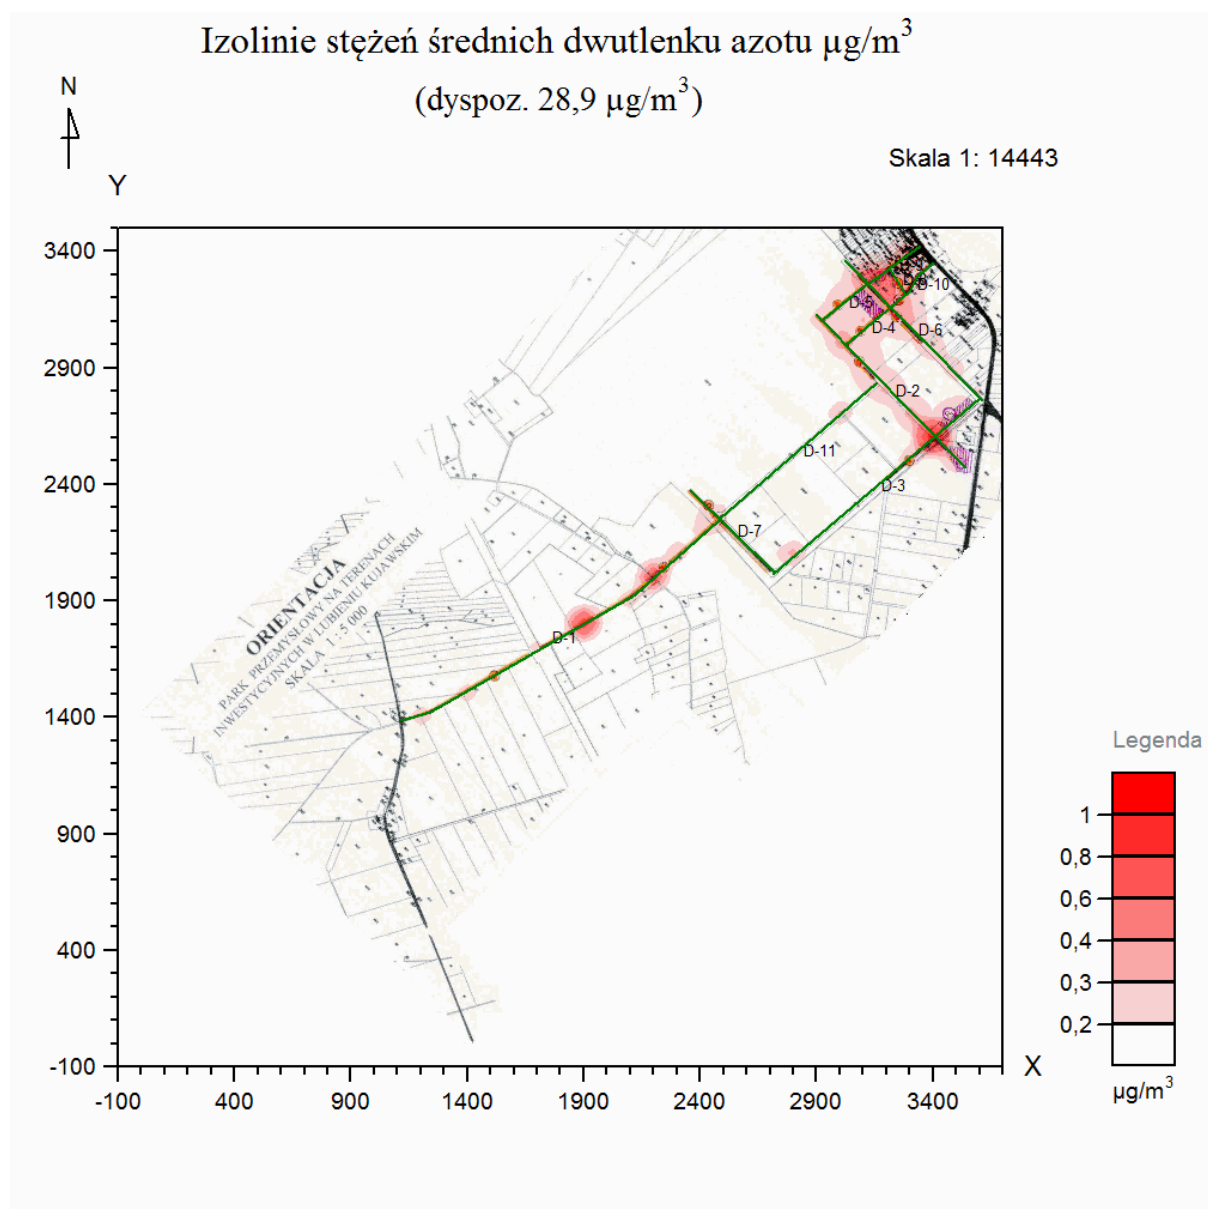 Izolinie stężeń średnich dwutlenku azotu µg/m³
(dyspoz. 28,9 µg/m³)
N
Skala 1: 14443
Y
3400
2900
2400
1900
1400
900
400
-100
D-10
D-5
D-4
D-6
D-2
D-11
D-3
D-7
D-1
ORIENTACJA
PARK PRZEMYSŁOWY NA TERENACH
INWESTYCYJNYCH W LUBIENIU KUJAWSKIM
SKALA 1 : 5 000
X
-100 400 900 1400 1900 2400 2900 3400
Legenda
1
0,8
0,6
0,4
0,3
0,2
µg/m³